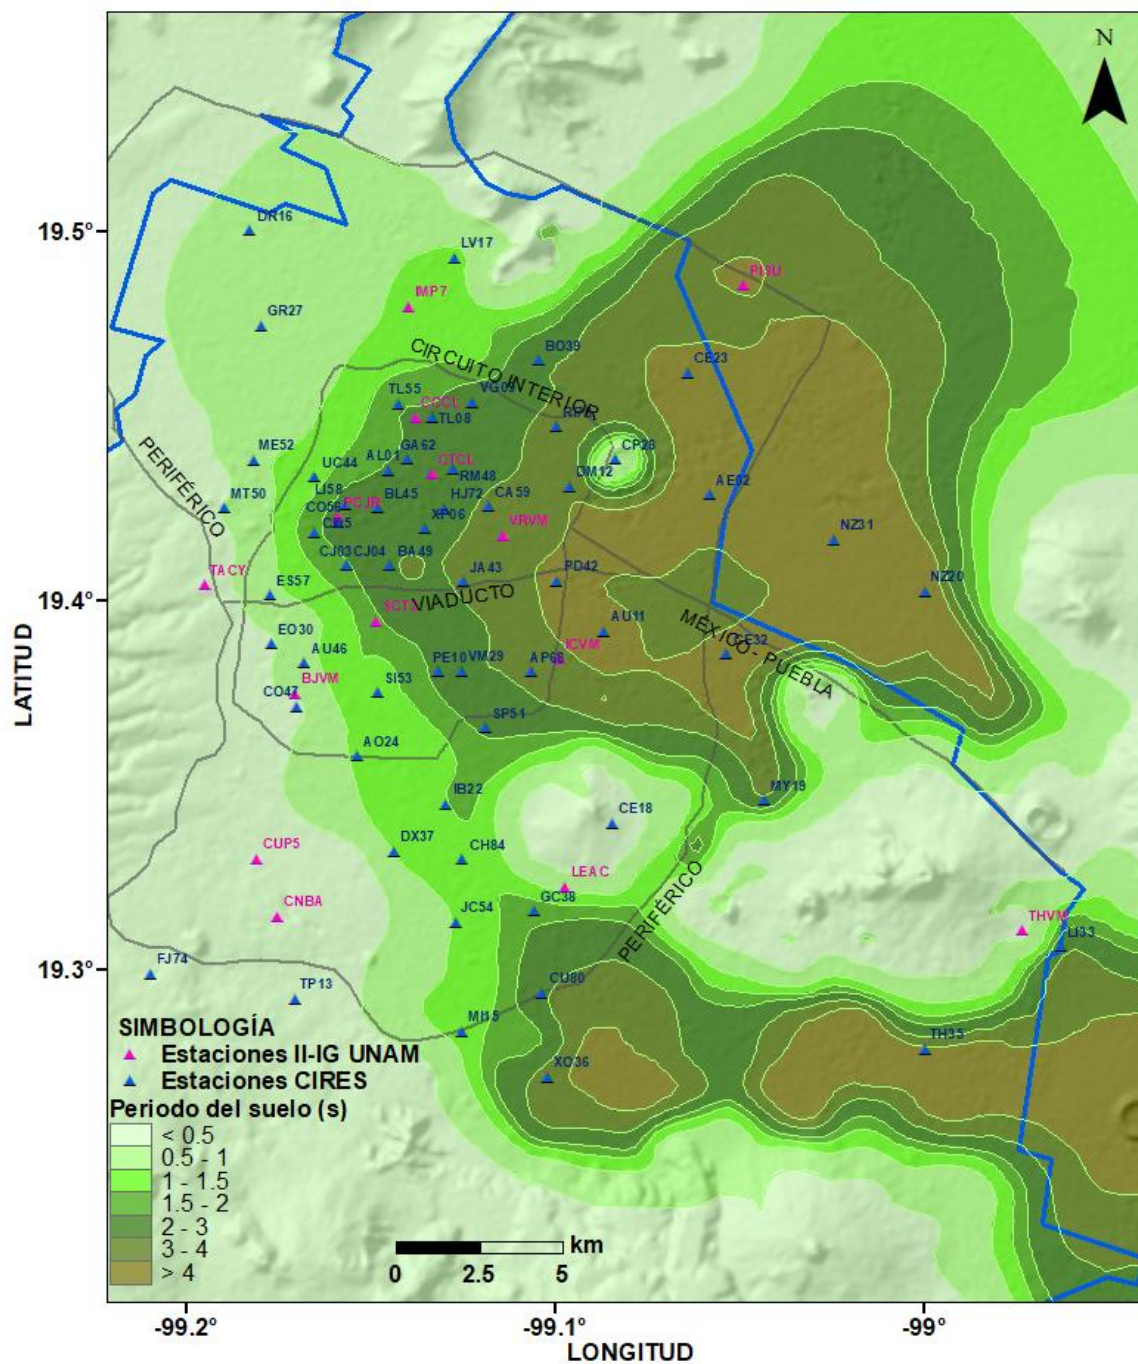 N
DR16
19.5°
LV17
PISU
IMP7
GR27
CIRCUITO INTERIOR
BO39
CE23
TL55
VG09
CCCL
TL08
ME52
GA62
CP28
PERIFÉRICO
UC44
AL01
CTCL
RM48
DM12
AE02
LI58
MT50
PCJR
BL45
HJ72
CA59
CO56
XP06
VRVM
NZ31
CJ03
CJ04
BA49
TACY
JA43
PD42
ES57
NZ20
19.4°
VIADUCTO
SCT2
AU11
MÉXICO - PUEBLA
EO30
CE32
AU46
PE10
VM29
AP68
ICVM
BJVM
CO47
SI53
LATITUD
SP51
AO24
MY19
IB22
CE18
DX37
CUP5
CH84
LEAC
GC38
CNBA
JC54
PERIFÉRICO
THVM
LI33
19.3°
FJ74
TP13
CU80
MI15
TH35
XO36
SIMBOLOGÍA
Estaciones II-IG UNAM
Estaciones CIRES
Periodo del suelo (s)
< 0.5
0.5 - 1
1 - 1.5
1.5 - 2
2 - 3
3 - 4
> 4
km
0 2.5 5
-99.2° -99.1° -99°
LONGITUD